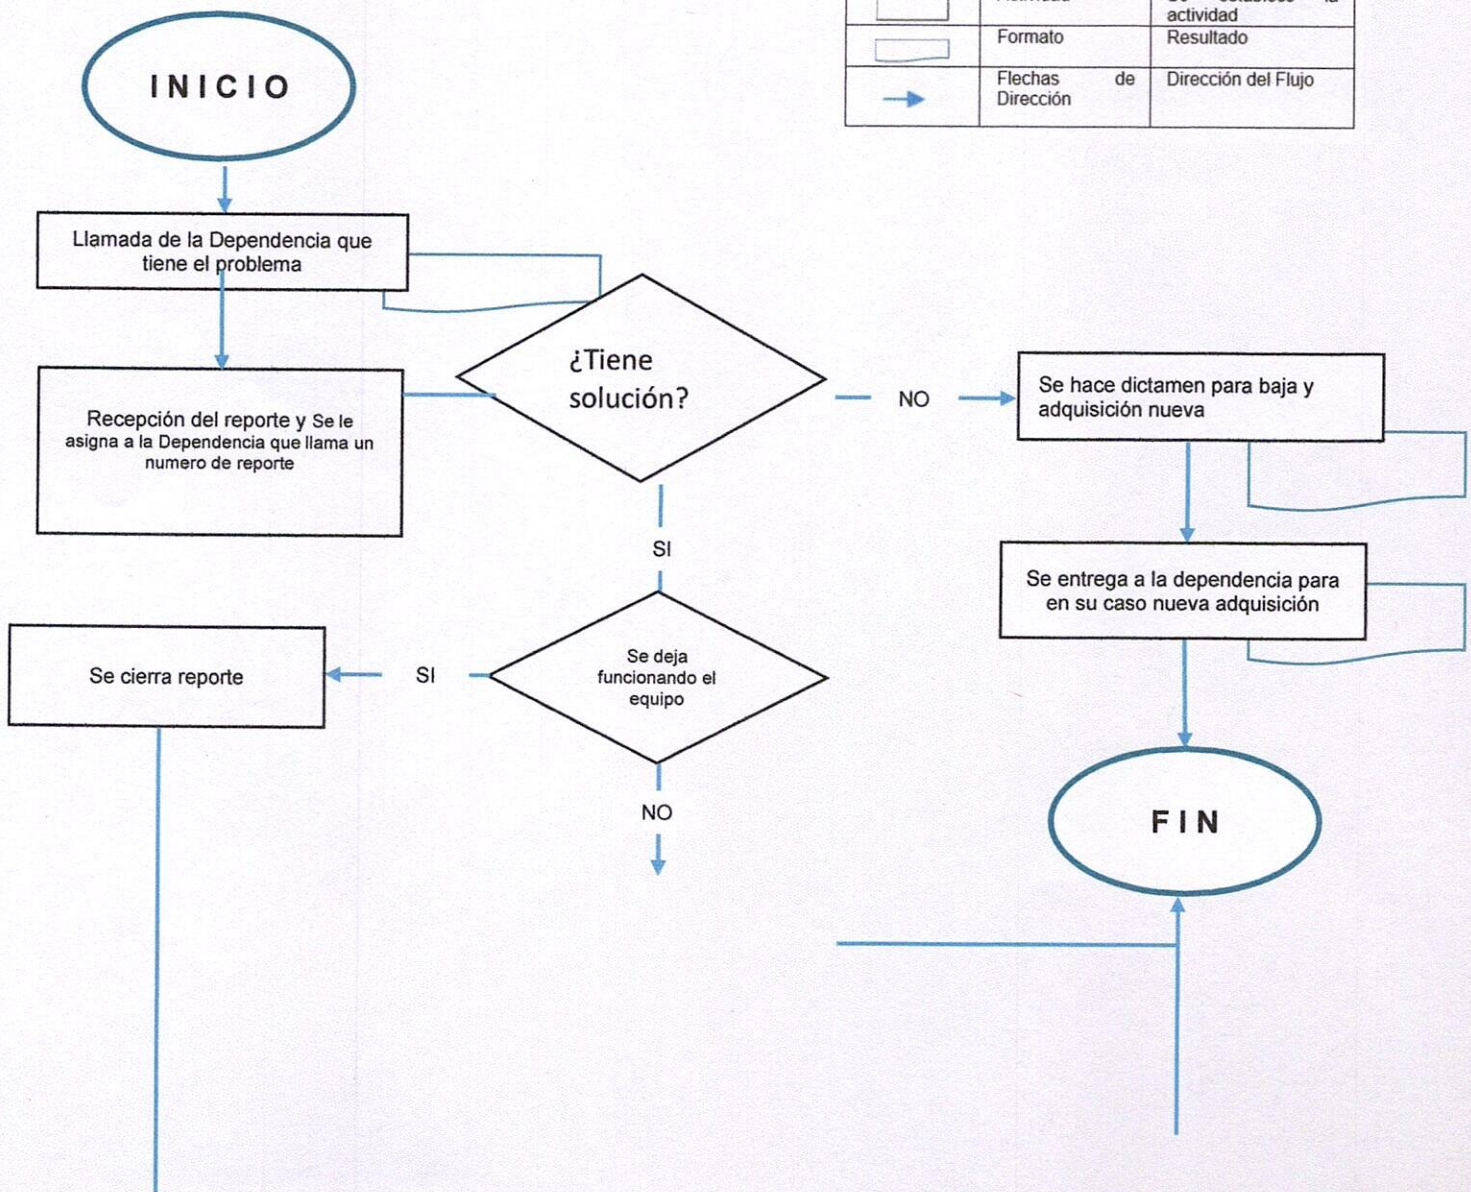 actividad
Formato
Resultado
Flechas de
Dirección
Dirección del Flujo
INICIO
Llamada de la Dependencia que
tiene el problema
¿Tiene
solución?
Recepción del reporte y Se le
asigna a la Dependencia que llama un
numero de reporte
NO
Se hace dictamen para baja y
adquisición nueva
SI
Se entrega a la dependencia para
en su caso nueva adquisición
Se cierra reporte
SI
Se deja
funcionando el
equipo
NO
FIN